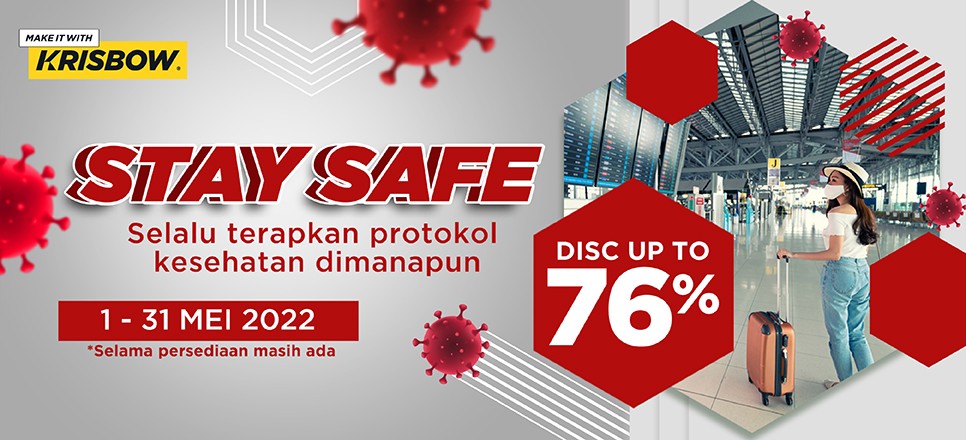 MAKE IT WITH
KRISBOW®
STAY SAFE
Selalu terapkan protokol
kesehatan dimanapun
1 - 31 MEI 2022
*Selama persediaan masih ada
DISC UP TO
76%
J